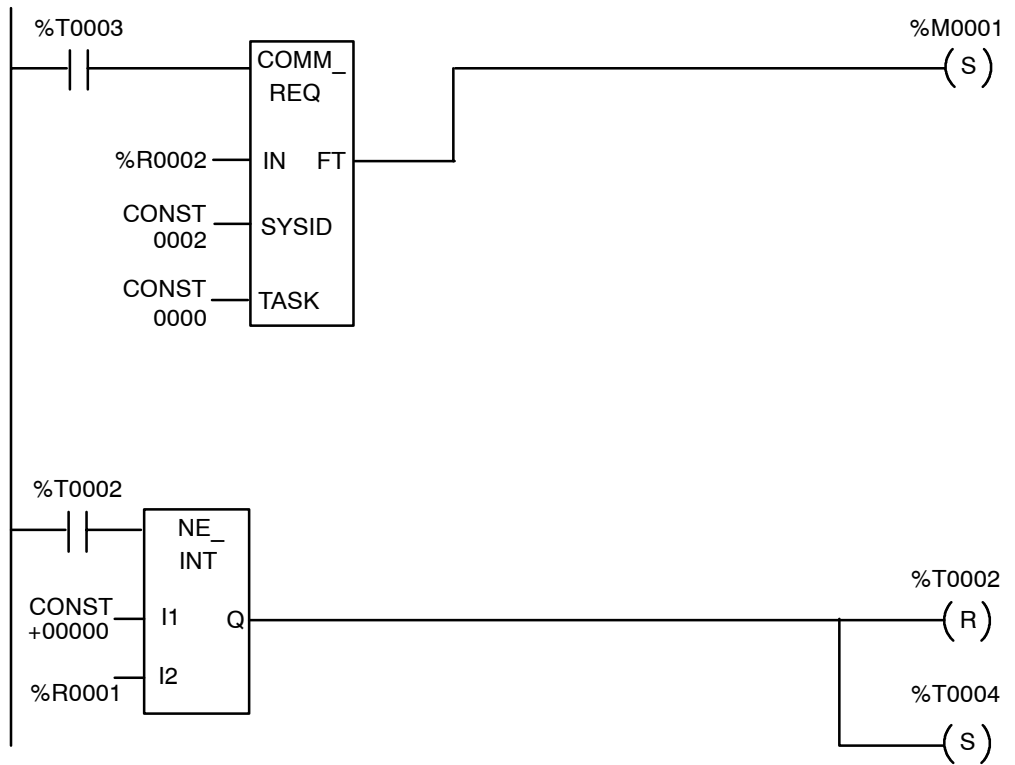 %T0003
%M0001
COMM_
REQ
(S)
%R0002
IN FT
CONST
0002
SYSID
CONST
0000
TASK
%T0002
NE_
INT
%T0002
CONST
+00000
I1
Q
(R)
%R0001
I2
%T0004
(S)